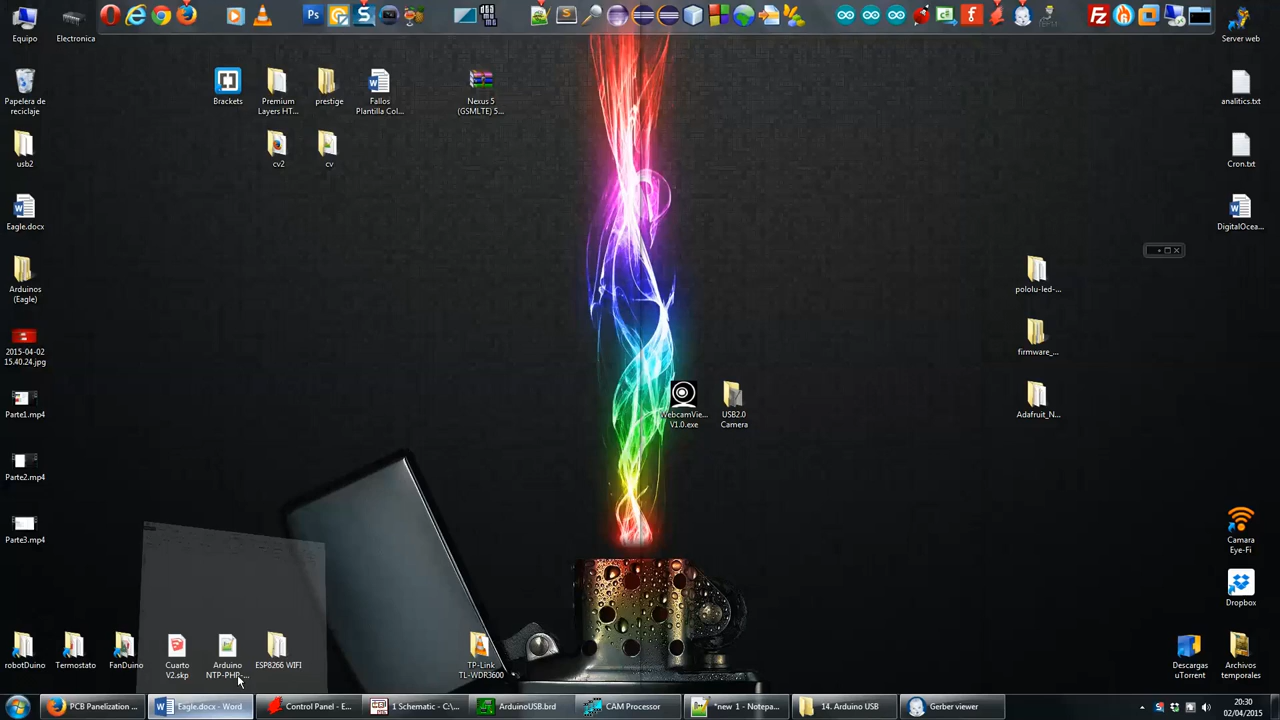 Equipo
Electronica
Server web
Papelera de
reciclaje
Brackets
Premium
Layers HT...
prestige
Fallos
Plantilla Col...
Nexus 5
(GSMLTE) 5...
analitics.txt
usb2
cv2
cv
Cron.txt
Eagle.docx
DigitalOcea...
Arduinos
(Eagle)
pololu-led-...
2015-04-02
15.40.24.jpg
firmware_...
Parte1.mp4
WebcamVie...
V1.0.exe
USB2.0
Camera
Adafruit_N...
Parte2.mp4
Parte3.mp4
Camara
Eye-Fi
Dropbox
robotDuino
Termostato
FanDuino
Cuarto
V2.skp
Arduino
NTP-PHP-...
ESP8266 WIFI
TP-Link
TL-WDR3600
Descargas
uTorrent
Archivos
temporales
PCB Panelization ...
Eagle.docx - Word
Control Panel - E...
1 Schematic - C:\...
ArduinoUSB.brd
CAM Processor
*new 1 - Notepa...
14. Arduino USB
Gerber viewer
20:30
02/04/2015